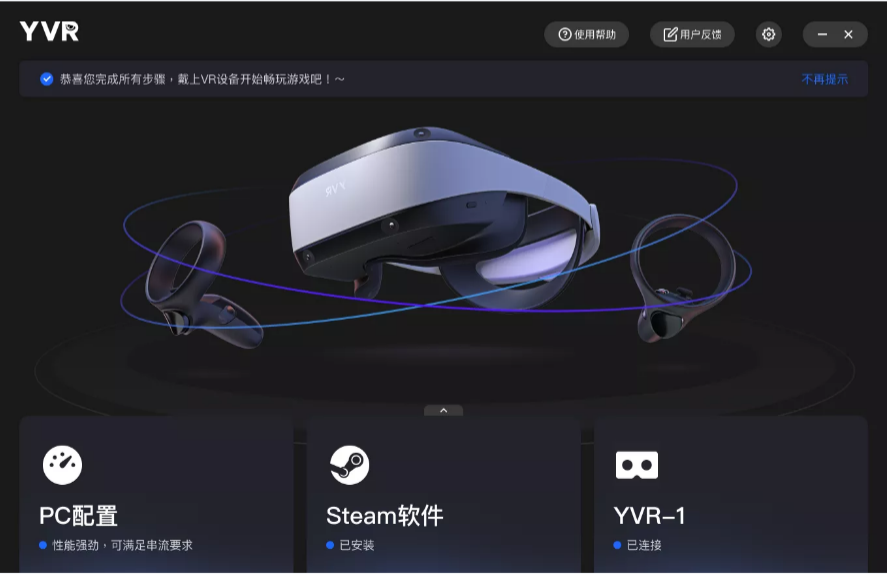 YVR
使用帮助
用户反馈
恭喜您完成所有步骤，戴上VR设备开始畅玩游戏吧！～
不再提示
YVR
PC配置
性能强劲，可满足串流要求
Steam软件
已安装
YVR-1
已连接